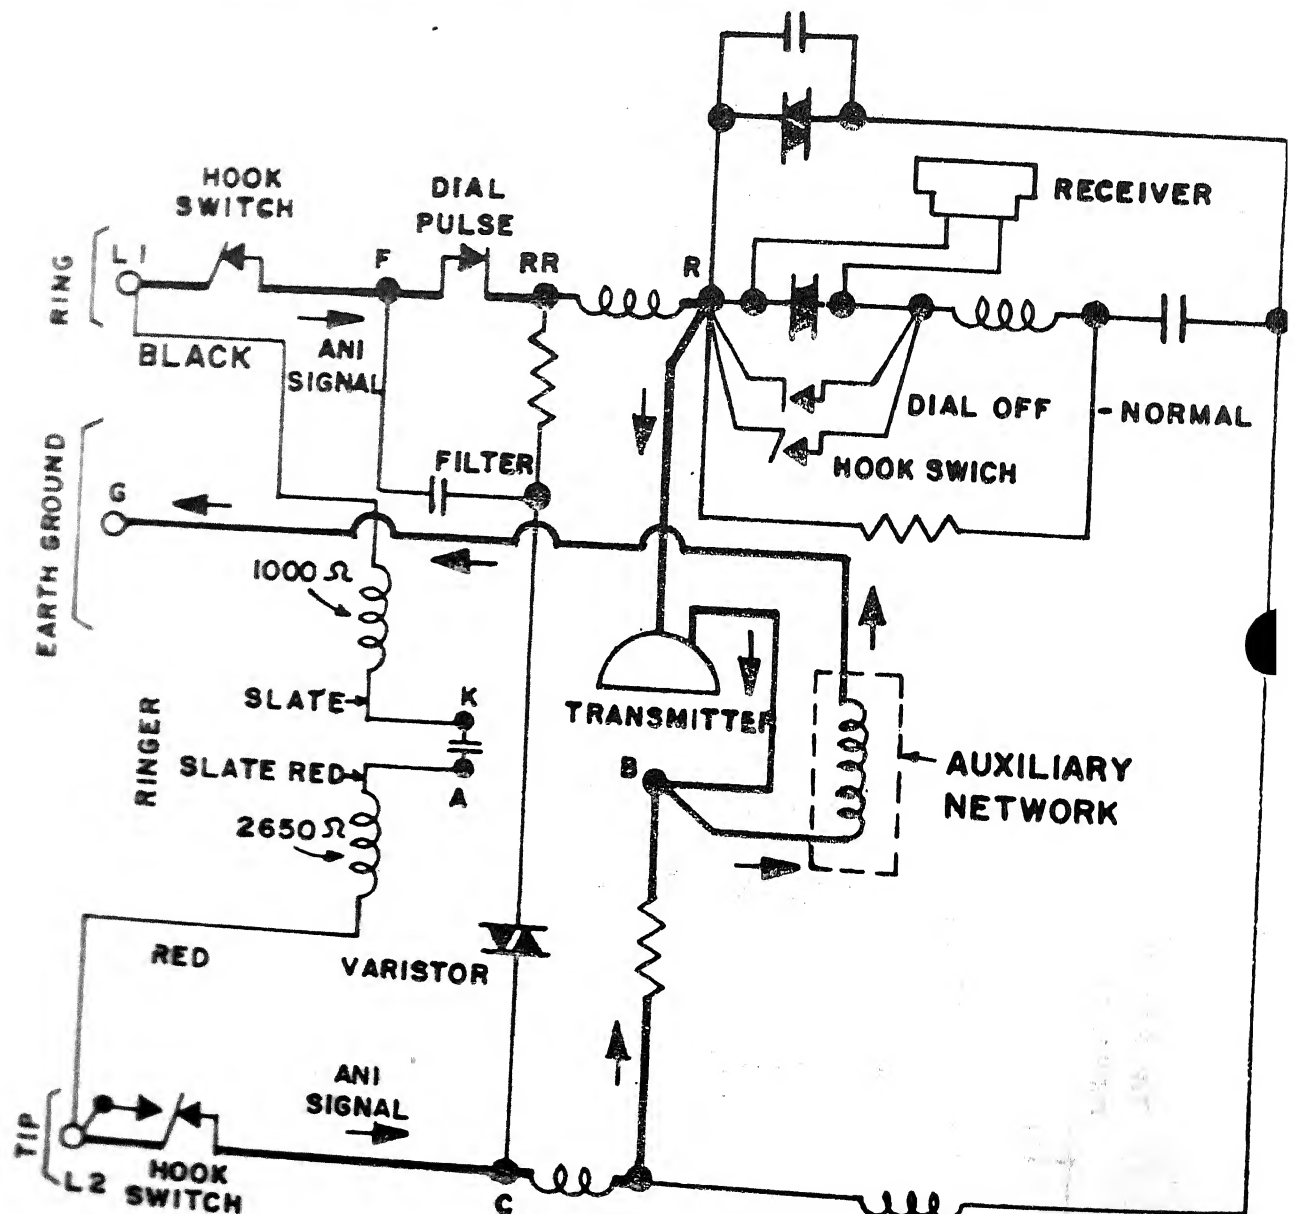 HOOK
SWITCH
DIAL
PULSE
RECEIVER
L1
F
RR
R
RING
BLACK
ANI
SIGNAL
DIAL OFF - NORMAL
HOOK SWICH
FILTER
EARTH GROUND
G
1000 Ω
SLATE
K
TRANSMITTER
RINGER
SLATE RED
A
B
AUXILIARY
NETWORK
2650 Ω
RED
VARISTOR
ANI
SIGNAL
TIP
L2
HOOK
SWITCH
C